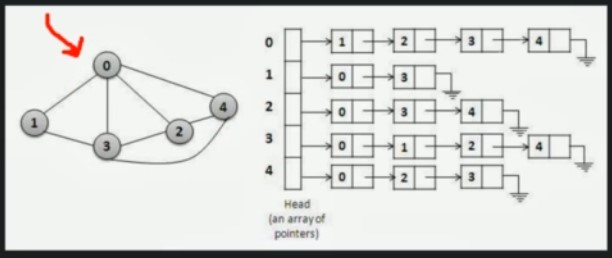 0
1
2
3
4
0 1 2 3 4
1 0 3
2 0 3 4
3 0 1 2 4
4 0 2 3
Head
(an array of
pointers)